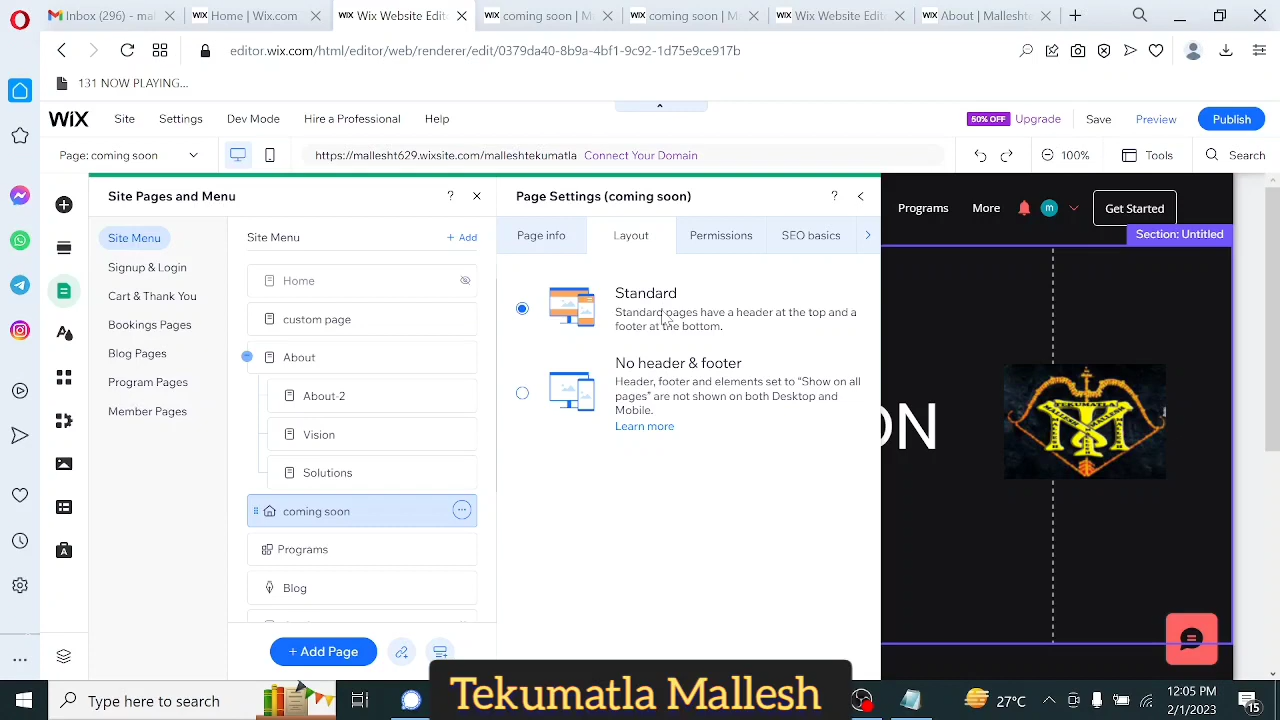 Inbox (296) - mall
Home | Wix.com
Wix Website Edit
Coming soon | Mal
Wix Website Edit
About | Mallesht
editor.wix.com/html/editor/web/renderer/edit/0379da40-8b9a-4bf1-9c92-1d75e9ce917b
131 NOW PLAYING...
WiX Site Settings Dev Mode Hire a Professional Help 50% OFF Upgrade Save Preview Publish
Page: coming soon https://mallesht629.wixsite.com/malleshtekumatla Connect Your Domain 100% Tools Search
Site Pages and Menu ?
Site Menu
Signup & Login
Cart & Thank You
Bookings Pages
Blog Pages
Program Pages
Member Pages
Site Menu + Add
Home
custom page
About
About-2
Vision
Solutions
coming soon
Programs
Blog
+ Add Page
Page Settings (coming soon) ?
Page info Layout Permissions SEO basics
Standard
Standard pages have a header at the top and a
footer at the bottom.
No header & footer
Header, footer and elements set to “Show on all
pages” are not shown on both Desktop and
Mobile.
Learn more
Programs More m Get Started
Section: Untitled
ON
TEKUMATLA
Tekumatla Mallesh
Type here to search
27°C
12:05 PM
2/1/2023